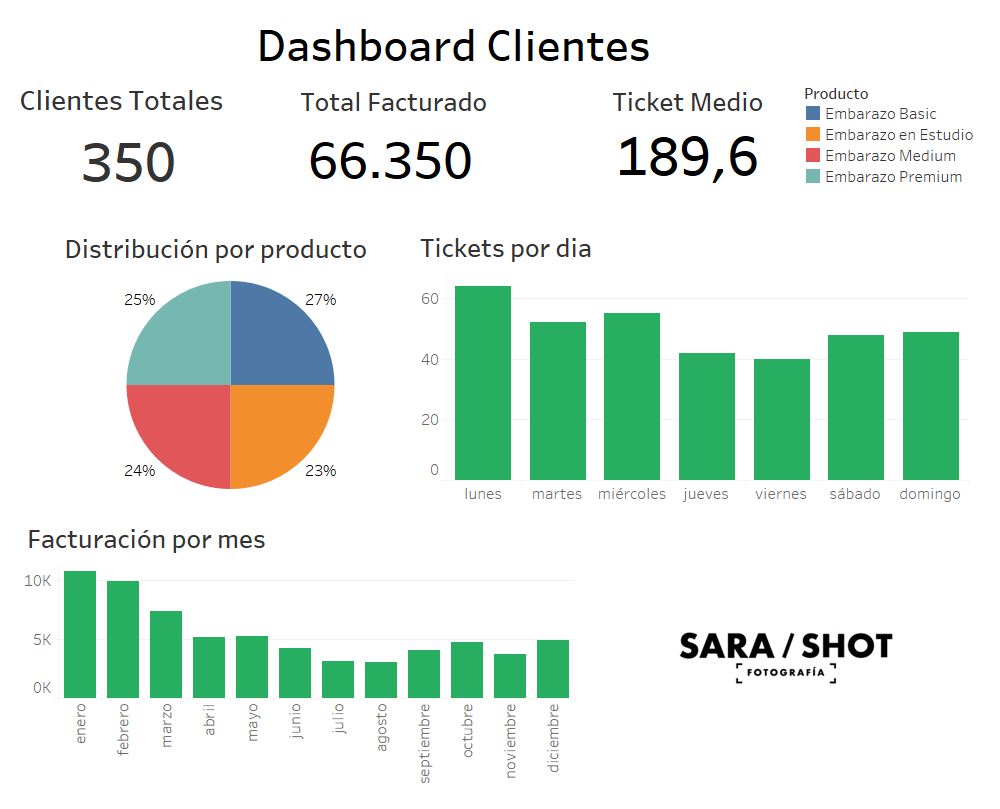 Dashboard Clientes
Clientes Totales
350
Total Facturado
66.350
Ticket Medio
189,6
Producto
Embarazo Basic
Embarazo en Estudio
Embarazo Medium
Embarazo Premium
Distribución por producto
25%
27%
24%
23%
Tickets por dia
60
40
20
0
lunes martes miércoles jueves viernes sábado domingo
Facturación por mes
10K
5K
0K
enero febrero marzo abril mayo junio julio agosto septiembre octubre noviembre diciembre
SARA / SHOT
FOTOGRAFÍA